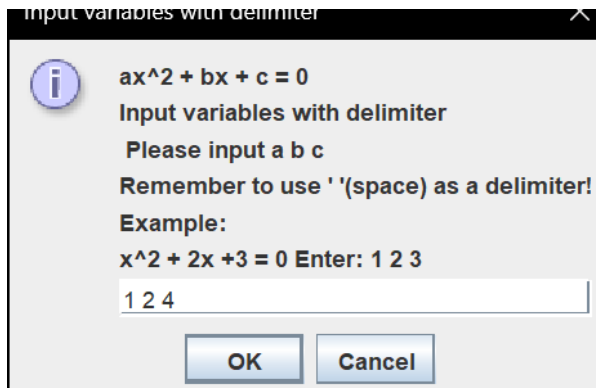 Input variables with delimiter
ax^2 + bx + c = 0
Input variables with delimiter
Please input a b c
Remember to use ' '(space) as a delimiter!
Example:
x^2 + 2x +3 = 0 Enter: 1 2 3
1 2 4
OK
Cancel